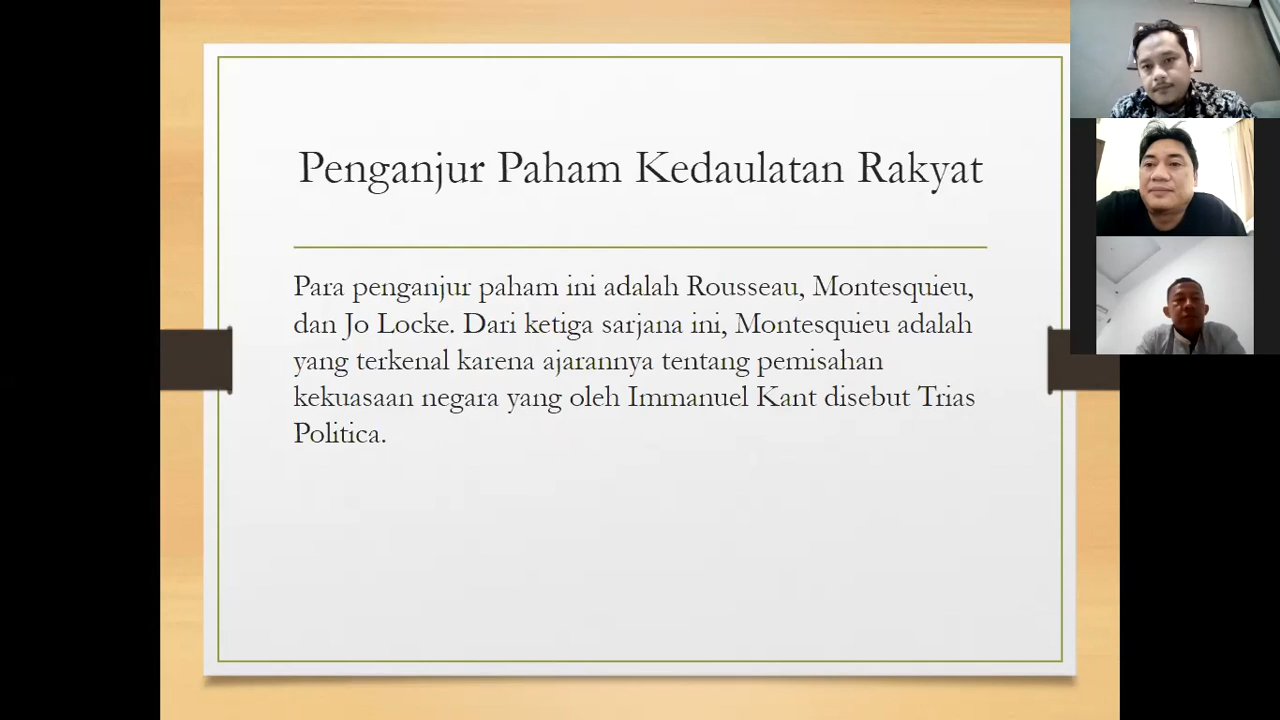 Penganjur Paham Kedaulatan Rakyat
Para penganjur paham ini adalah Rousseau, Montesquieu,
dan Jo Locke. Dari ketiga sarjana ini, Montesquieu adalah
yang terkenal karena ajarannya tentang pemisahan
kekuasaan negara yang oleh Immanuel Kant disebut Trias
Politica.